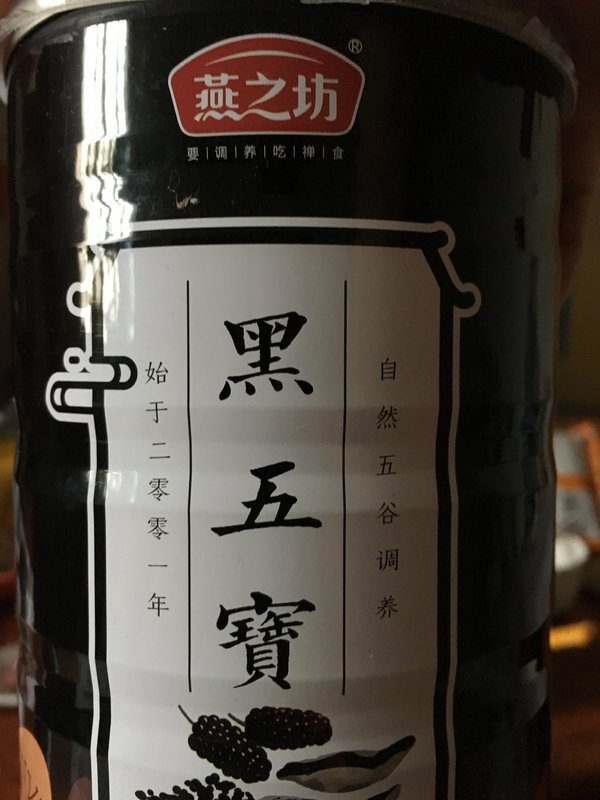 燕之坊®
要|调|养|吃|禅|食
自然五谷调养
黑五寶
始于二零零一年